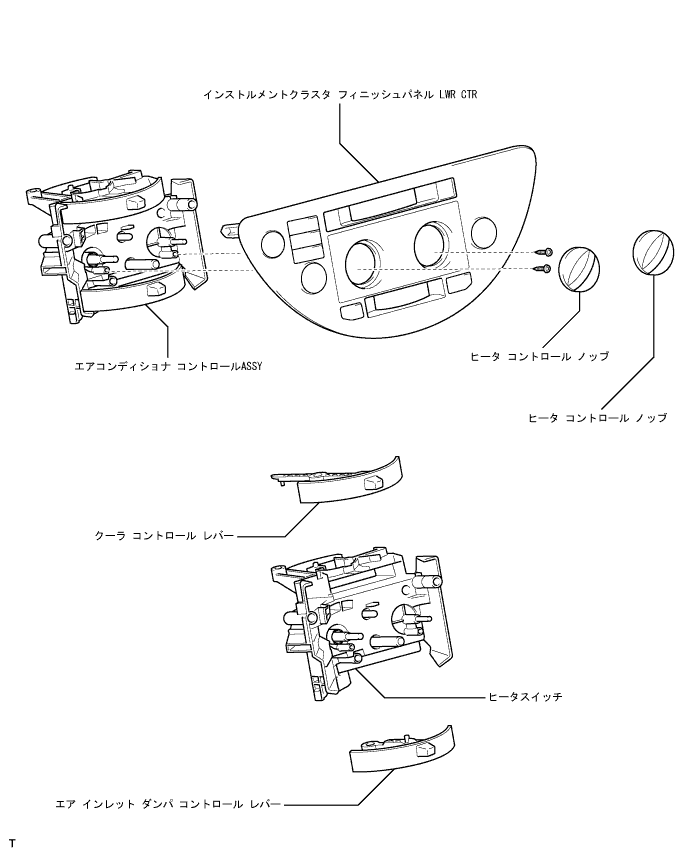 インストルメントクラスタ フィニッシュパネル LWR CTR
エアコンディショナ コントロールASSY
ヒータ コントロール ノッブ
ヒータ コントロール ノッブ
クーラ コントロール レバー
ヒータスイッチ
エア インレット ダンパ コントロール レバー
T